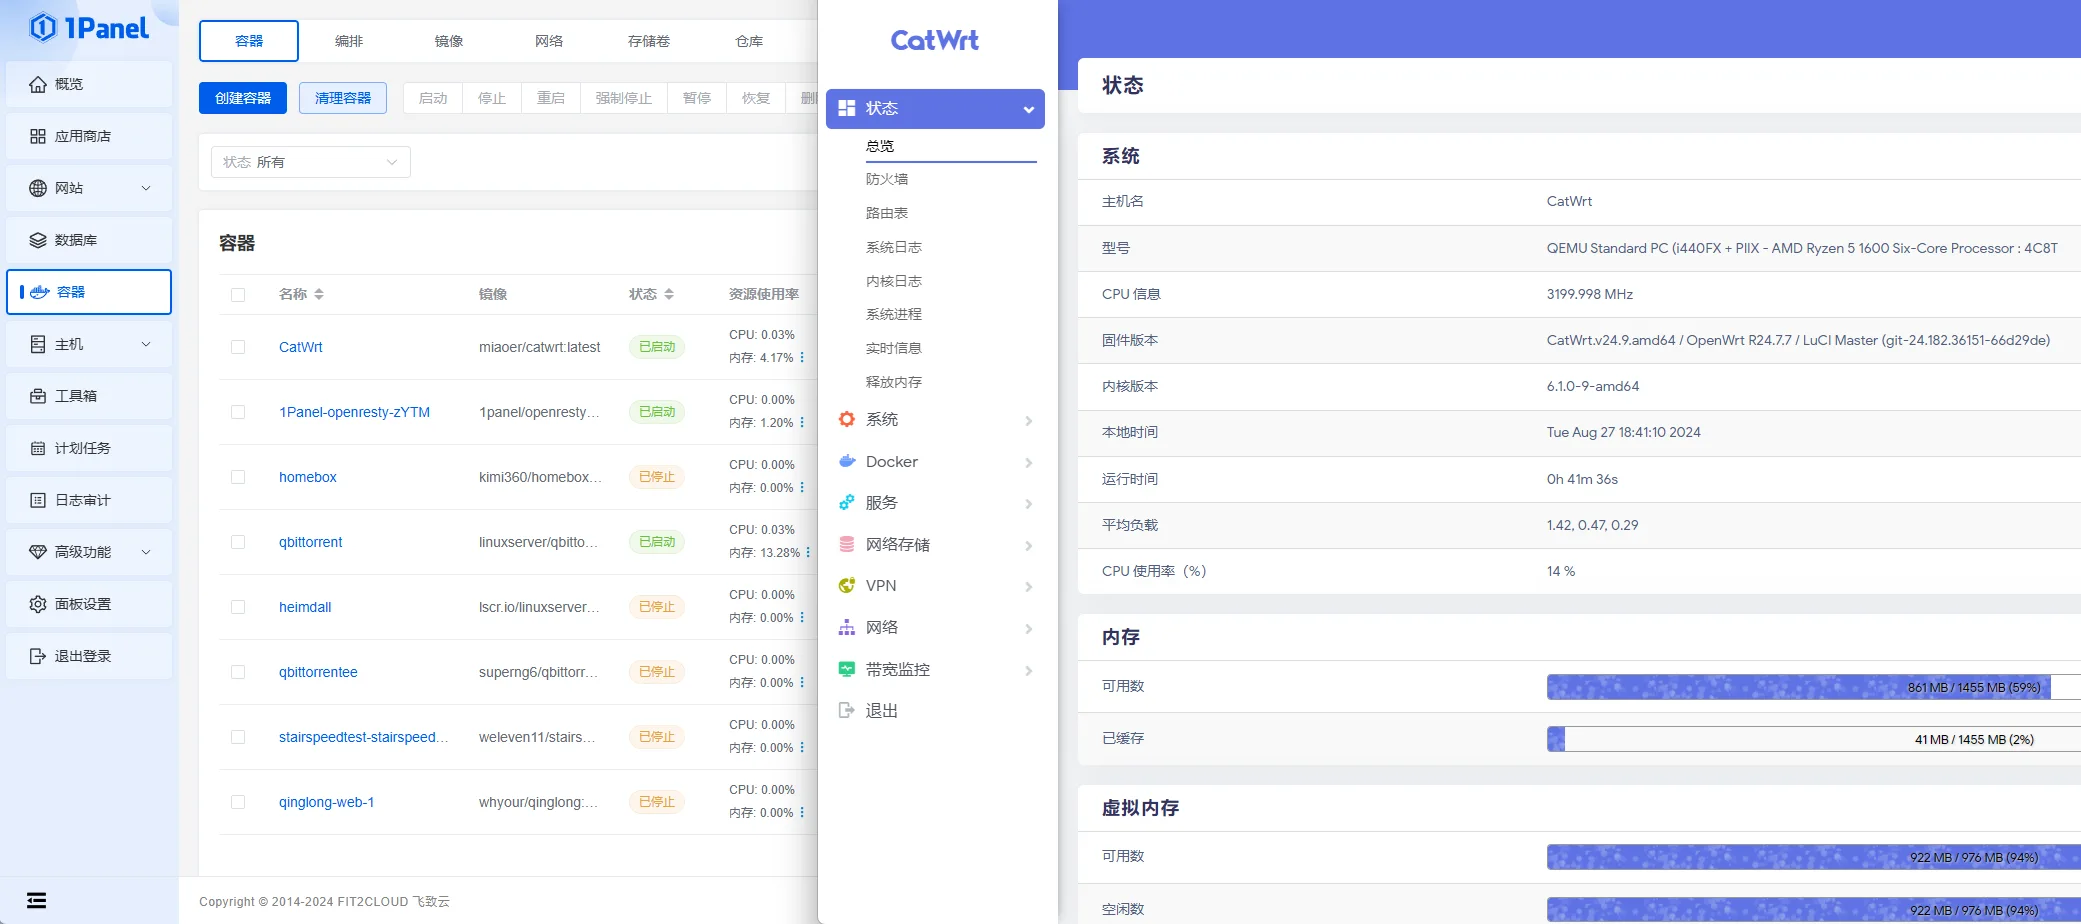 1Panel
概览
应用商店
网站
数据库
容器
主机
工具箱
计划任务
日志审计
高级功能
面板设置
退出登录
容器 编排 镜像 网络 存储卷 仓库
创建容器 清理容器 启动 停止 重启 强制停止 暂停 恢复
状态 所有
容器
名称 镜像 状态 资源使用率
CatWrt miaoer/catwrt:latest 已启动 CPU: 0.03%
内存: 4.17%
1Panel-openresty-zYTM 1panel/openresty... 已启动 CPU: 0.00%
内存: 1.20%
homebox kimi360/homebox... 已停止 CPU: 0.00%
内存: 0.00%
qbittorrent linuxserver/qbitto... 已启动 CPU: 0.03%
内存: 13.28%
heimdall lscr.io/linuxserver... 已停止 CPU: 0.00%
内存: 0.00%
qbittorrentee superng6/qbittorr... 已停止 CPU: 0.00%
内存: 0.00%
stairspeedtest-stairspeed... weleven11/stairs... 已停止 CPU: 0.00%
内存: 0.00%
qinglong-web-1 whyour/qinglong:... 已停止 CPU: 0.00%
内存: 0.00%
Copyright © 2014-2024 FIT2CLOUD 飞致云
CatWrt
状态
总览
防火墙
路由表
系统日志
内核日志
系统进程
实时信息
释放内存
系统
Docker
服务
网络存储
VPN
网络
带宽监控
退出
状态
系统
主机名 CatWrt
型号 QEMU Standard PC (i440FX + PIIX - AMD Ryzen 5 1600 Six-Core Processor : 4C8T
CPU 信息 3199.998 MHz
固件版本 CatWrt.v24.9.amd64 / OpenWrt R24.7.7 / LuCI Master (git-24.182.36151-66d29de)
内核版本 6.1.0-9-amd64
本地时间 Tue Aug 27 18:41:10 2024
运行时间 0h 41m 36s
平均负载 1.42, 0.47, 0.29
CPU 使用率（%） 14 %
内存
可用数 861 MB / 1455 MB (59%)
已缓存 41 MB / 1455 MB (2%)
虚拟内存
可用数 922 MB / 976 MB (94%)
空闲数 922 MB / 976 MB (94%)